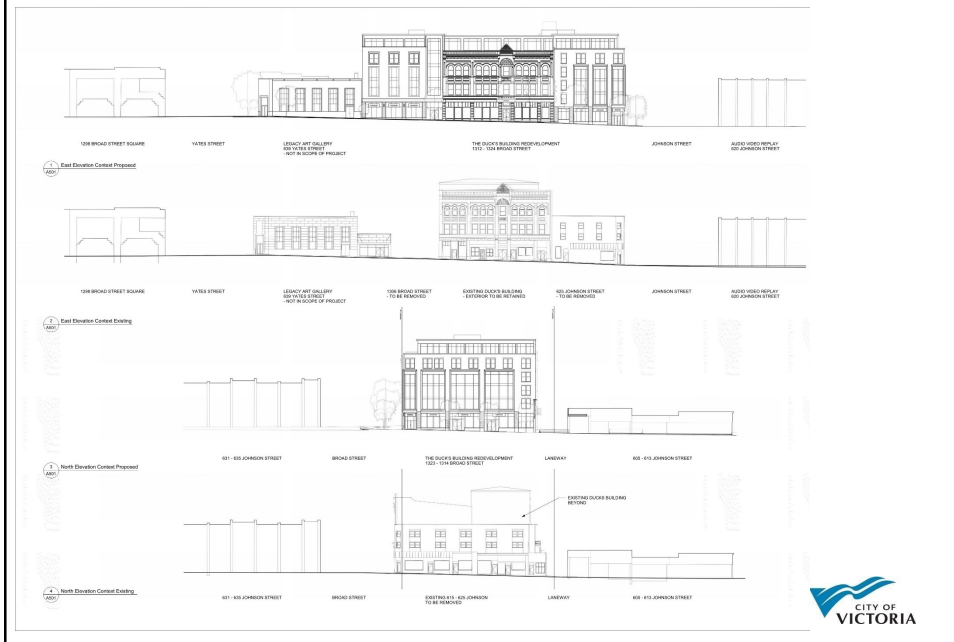 1298 BROAD STREET SQUARE
YATES STREET
LEGACY ART GALLERY
639 YATES STREET
- NOT IN SCOPE OF PROJECT
THE DUCK'S BUILDING REDEVELOPMENT
1312 - 1324 BROAD STREET
JOHNSON STREET
AUDIO VIDEO REPLAY
620 JOHNSON STREET
1
A501
East Elevation Context Proposed
1298 BROAD STREET SQUARE
YATES STREET
LEGACY ART GALLERY
639 YATES STREET
- NOT IN SCOPE OF PROJECT
1306 BROAD STREET
- TO BE REMOVED
EXISTING DUCK'S BUILDING
- EXTERIOR TO BE RETAINED
625 JOHNSON STREET
- TO BE REMOVED
JOHNSON STREET
AUDIO VIDEO REPLAY
620 JOHNSON STREET
2
A501
East Elevation Context Existing
631 - 635 JOHNSON STREET
BROAD STREET
THE DUCK'S BUILDING REDEVELOPMENT
1323 - 1314 BROAD STREET
LANEWAY
605 - 613 JOHNSON STREET
3
A501
North Elevation Context Proposed
EXISTING DUCKS BUILDING
BEYOND
631 - 635 JOHNSON STREET
BROAD STREET
EXISTING 615 - 625 JOHNSON
TO BE REMOVED
LANEWAY
605 - 613 JOHNSON STREET
4
A501
North Elevation Context Existing
CITY OF
VICTORIA